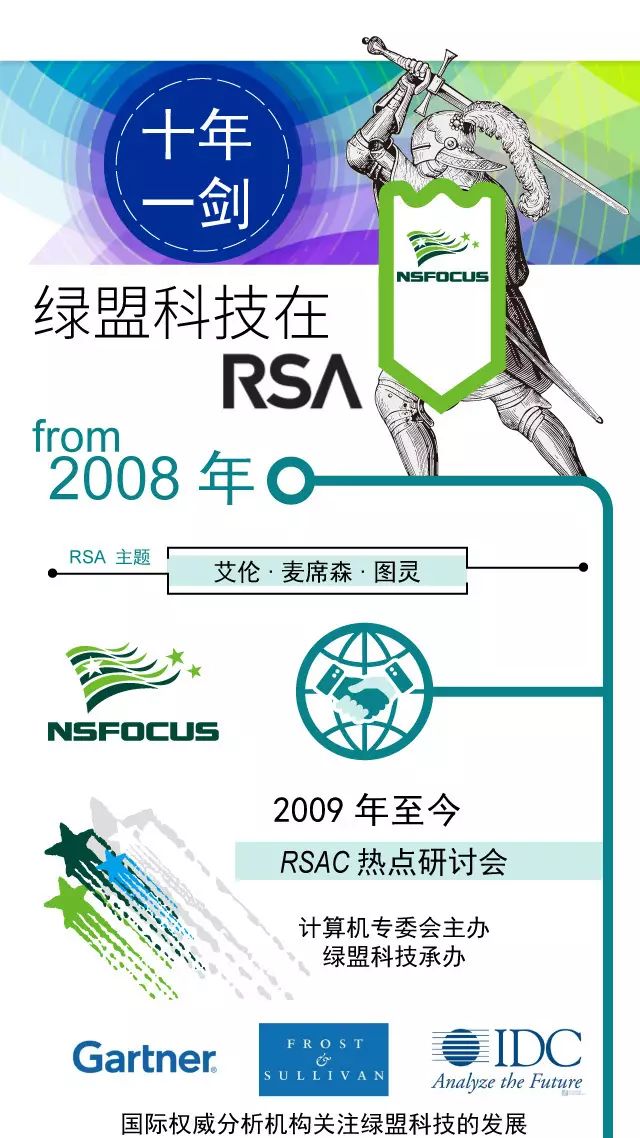 十年
一剑
NSFOCUS
绿盟科技在
RSA
from
2008 年
RSA 主题
艾伦·麦席森·图灵
NSFOCUS
2009 年至今
RSAC 热点研讨会
计算机专委会主办
绿盟科技承办
Gartner®
FROST
&
SULLIVAN
IDC
Analyze the Future
国际权威分析机构关注绿盟科技的发展